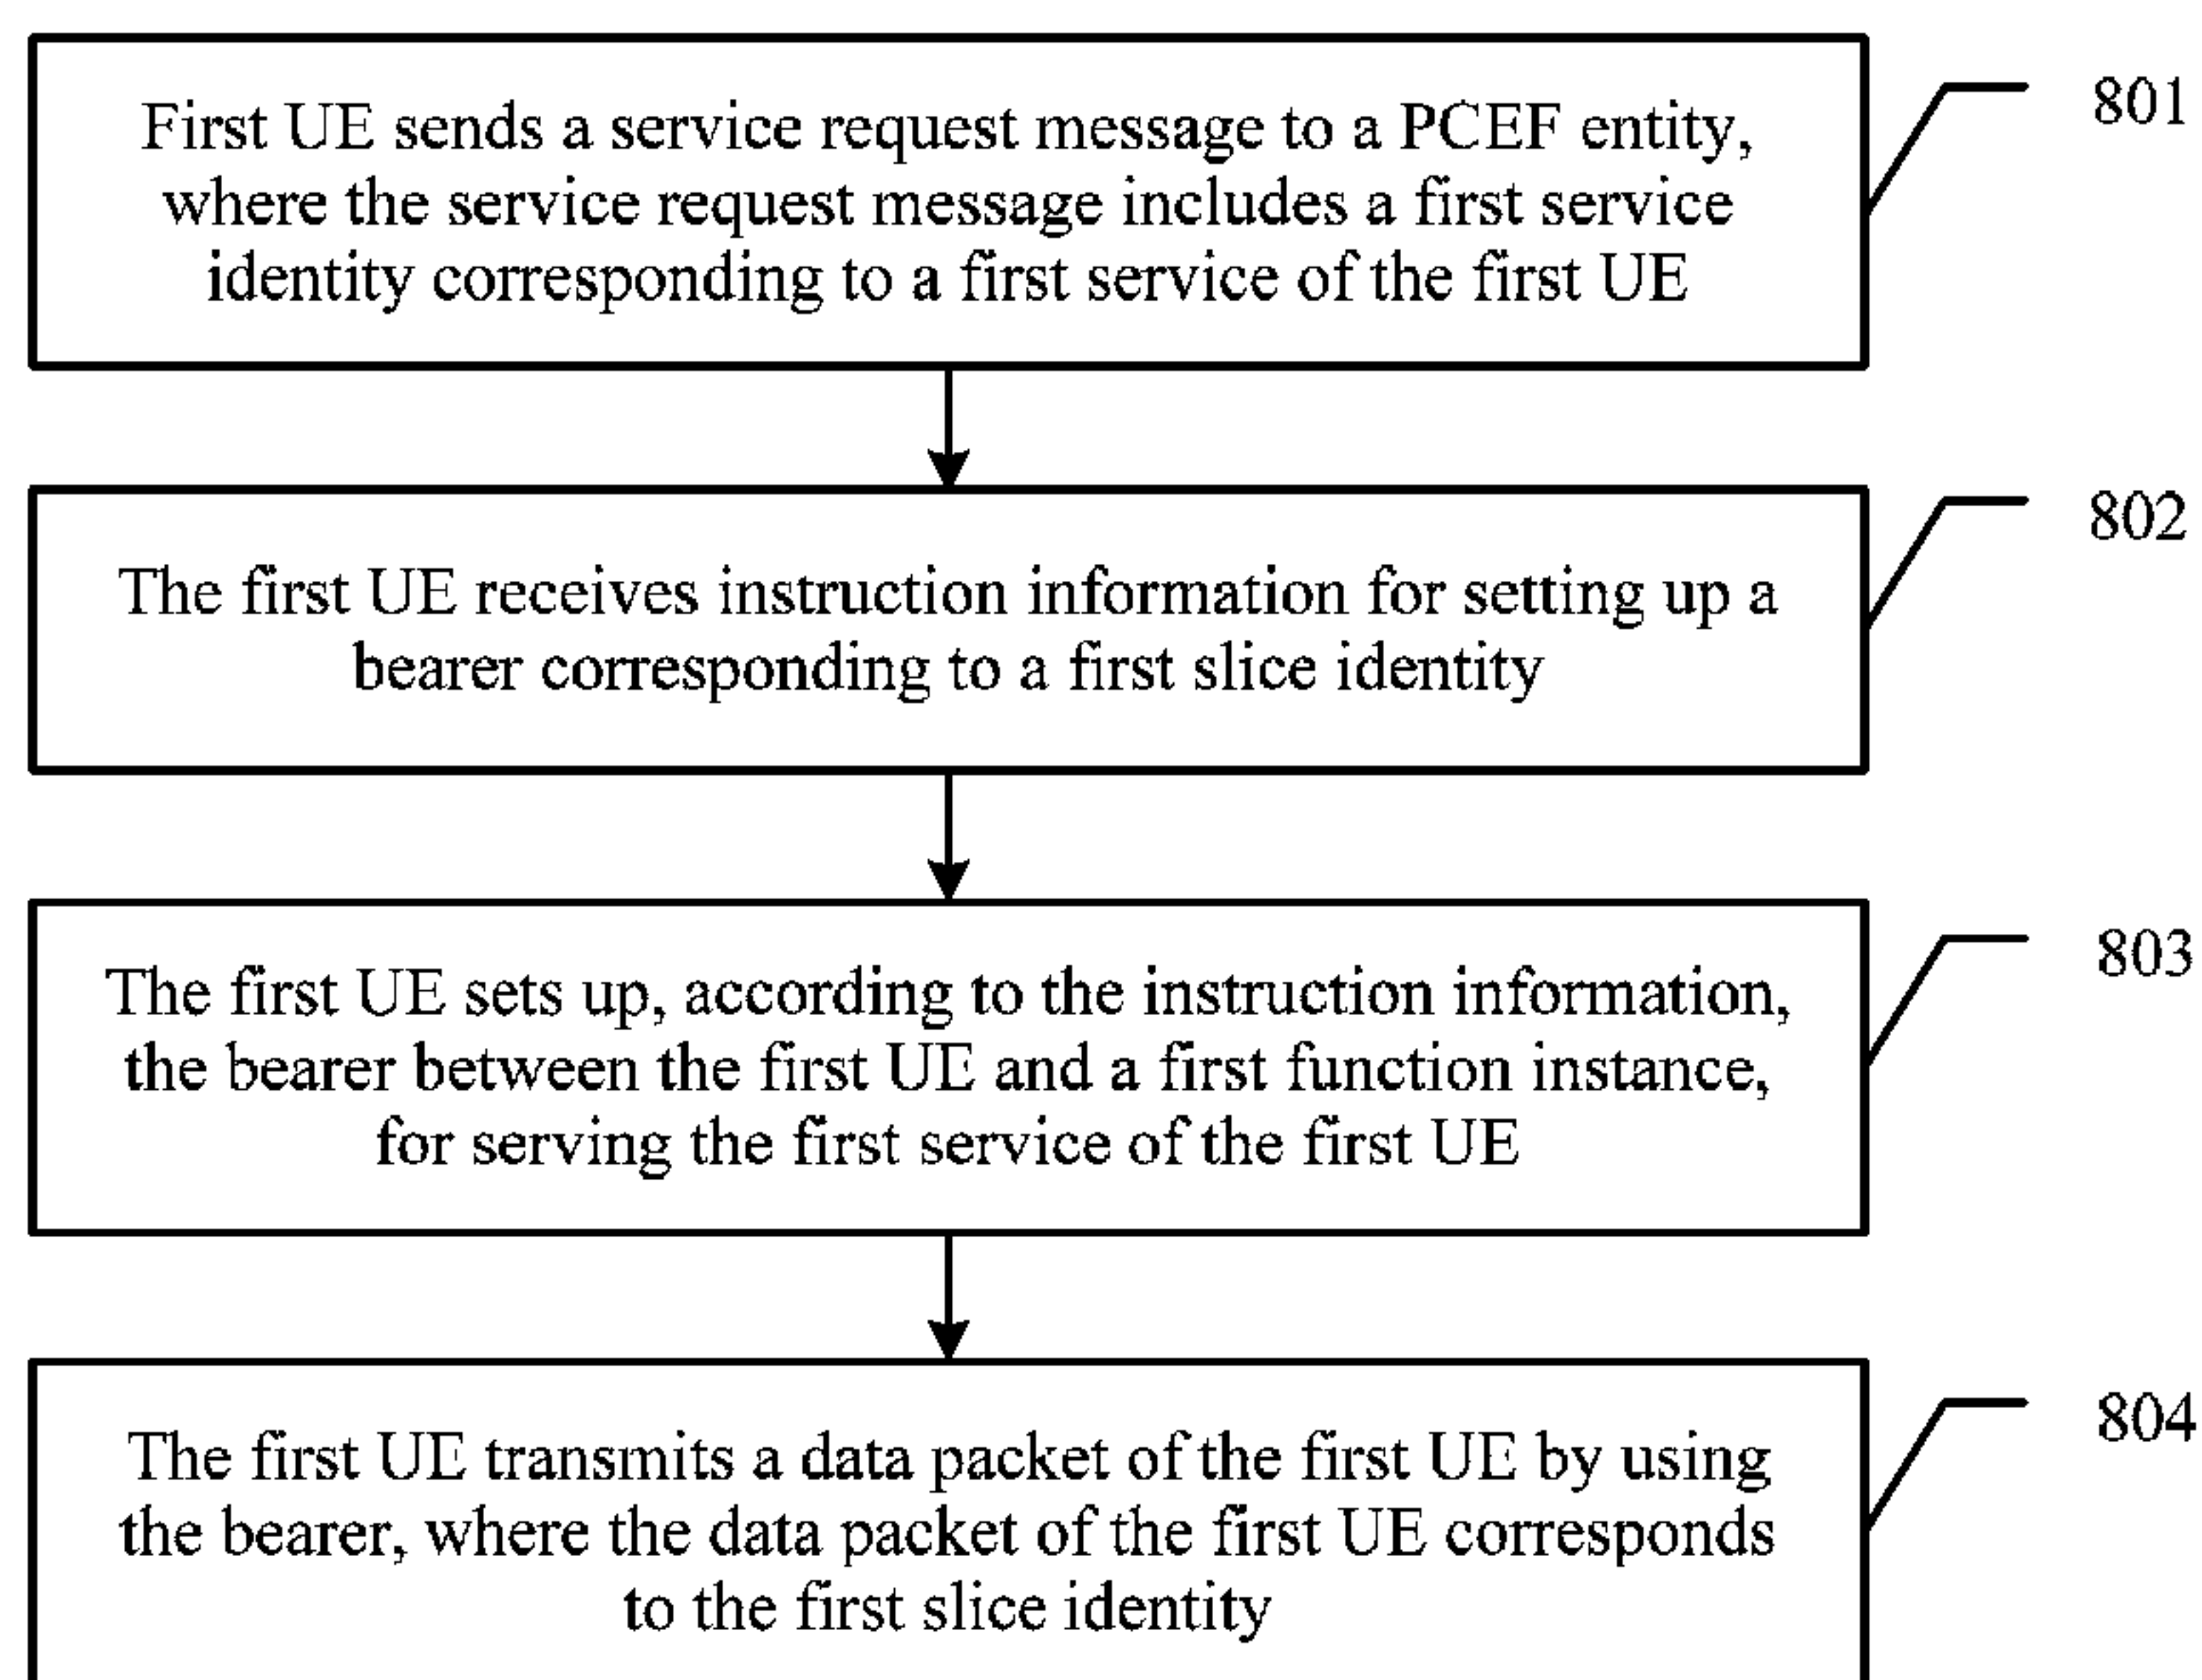 First UE sends a service request message to a PCEF entity,
where the service request message includes a first service
identity corresponding to a first service of the first UE
801
The first UE receives instruction information for setting up a
bearer corresponding to a first slice identity
802
The first UE sets up, according to the instruction information,
the bearer between the first UE and a first function instance,
for serving the first service of the first UE
803
The first UE transmits a data packet of the first UE by using
the bearer, where the data packet of the first UE corresponds
to the first slice identity
804